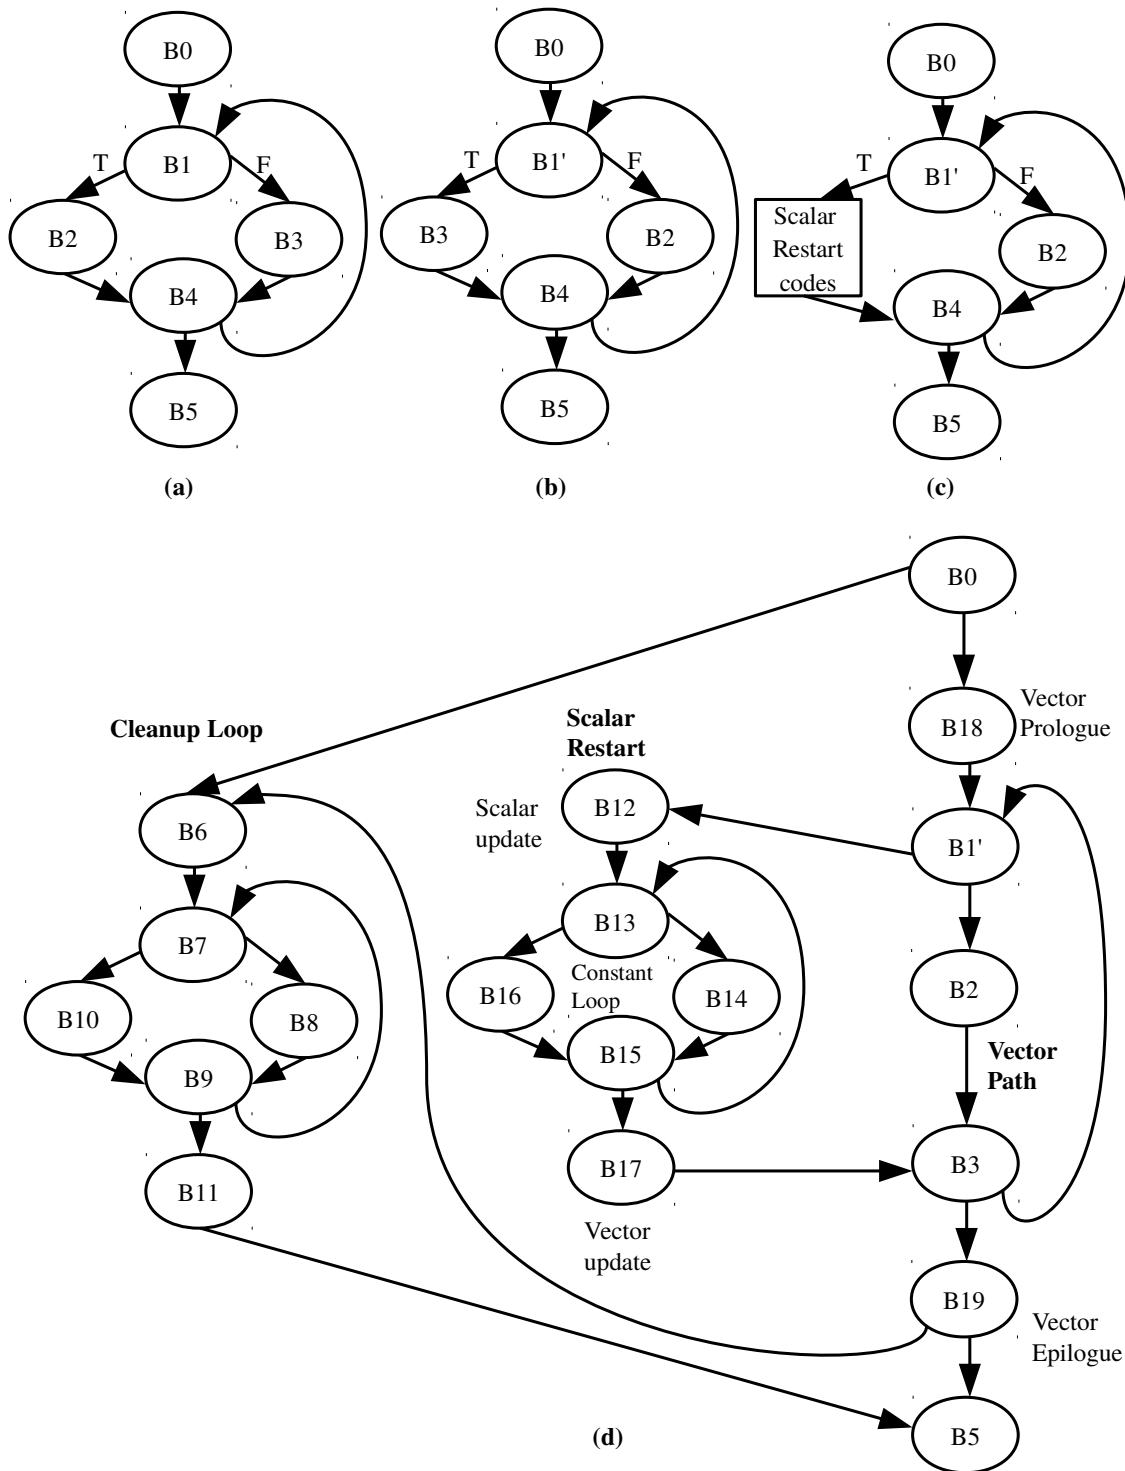 B0
B1
T
F
B2
B3
B4
B5
(a)
B0
B1'
T
F
B3
B2
B4
B5
(b)
B0
B1'
T
F
Scalar
Restart
codes
B2
B4
B5
(c)
B0
B18
Vector
Prologue
Cleanup Loop
Scalar
Restart
B6
Scalar
update
B12
B1'
B7
B13
B10
B8
Constant
Loop
B16
B14
B2
B9
B15
Vector
Path
B11
B17
B3
Vector
update
B19
Vector
Epilogue
B5
(d)